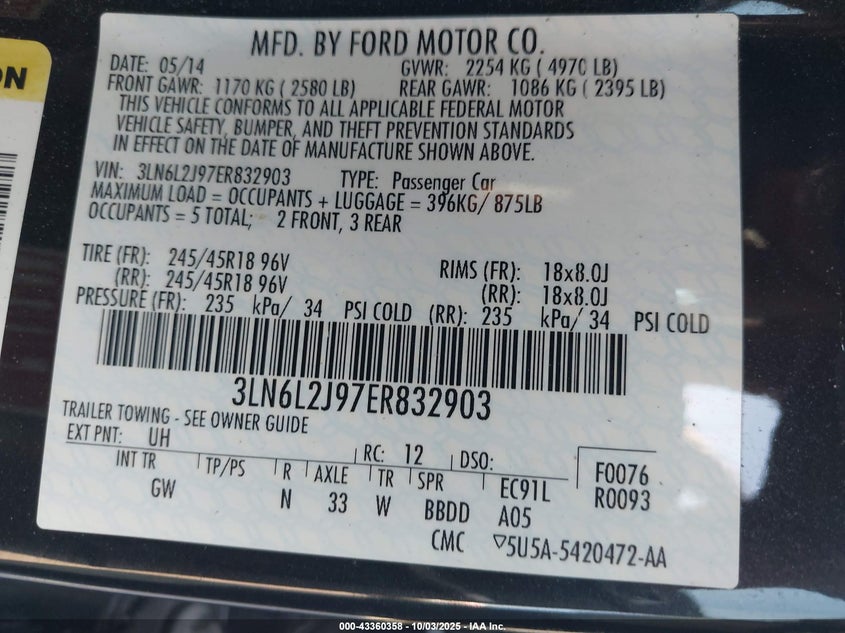 ON
MFD. BY FORD MOTOR CO.
DATE: 05/14 GVWR: 2254 KG ( 4970 LB)
FRONT GAWR: 1170 KG ( 2580 LB) REAR GAWR: 1086 KG ( 2395 LB)
THIS VEHICLE CONFORMS TO ALL APPLICABLE FEDERAL MOTOR
VEHICLE SAFETY, BUMPER, AND THEFT PREVENTION STANDARDS
IN EFFECT ON THE DATE OF MANUFACTURE SHOWN ABOVE.
VIN: 3LN6L2J97ER832903 TYPE: Passenger Car
MAXIMUM LOAD = OCCUPANTS + LUGGAGE = 396KG/ 875LB
OCCUPANTS = 5 TOTAL; 2 FRONT, 3 REAR
TIRE (FR): 245/45R18 96V RIMS (FR): 18x8.0J
(RR): 245/45R18 96V (RR): 18x8.0J
PRESSURE (FR): 235 kPa/ 34 PSI COLD (RR): 235 kPa/ 34 PSI COLD
3LN6L2J97ER832903
TRAILER TOWING - SEE OWNER GUIDE
EXT PNT: UH RC: 12 DSO:
INT TR TP/PS R AXLE TR SPR EC91L F0076
GW N 33 W BBDD A05 R0093
CMC ▽5U5A-5420472-AA
000-43360358 - 10/03/2025 - IAA Inc.